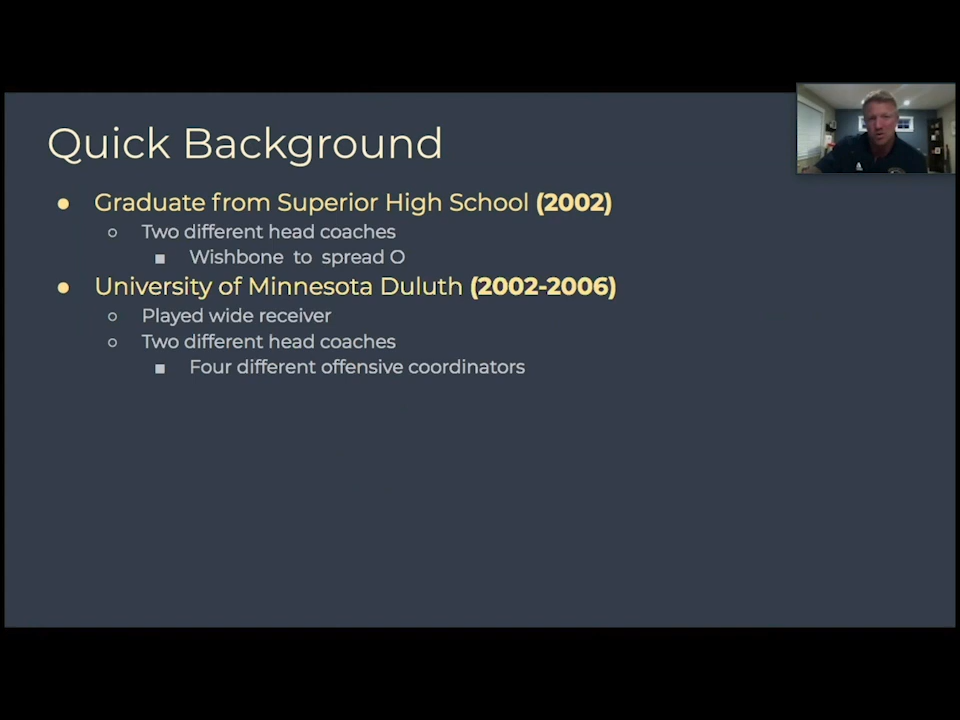 Quick Background
● Graduate from Superior High School (2002)
○ Two different head coaches
■ Wishbone to spread O
● University of Minnesota Duluth (2002-2006)
○ Played wide receiver
○ Two different head coaches
■ Four different offensive coordinators